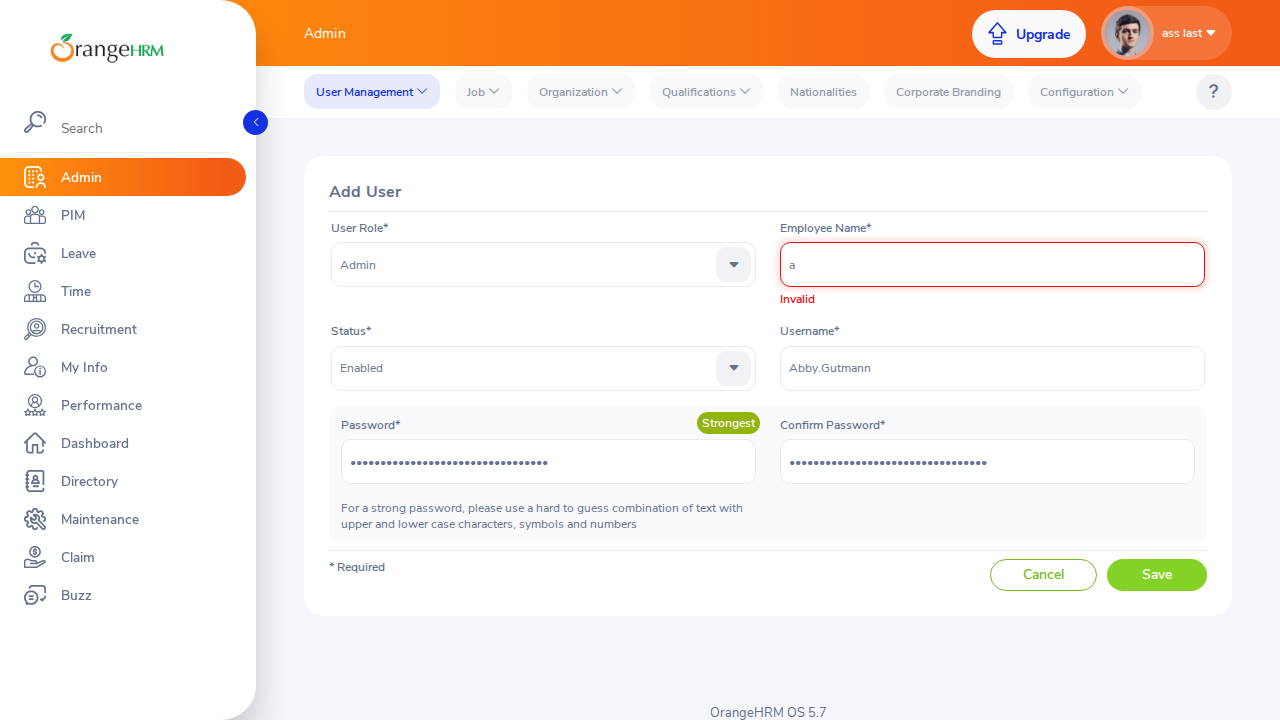 OrangeHRM
Search
Admin
PIM
Leave
Time
Recruitment
My Info
Performance
Dashboard
Directory
Maintenance
Claim
Buzz
Admin
Upgrade
ass last
User Management
Job
Organization
Qualifications
Nationalities
Corporate Branding
Configuration
?
Add User
User Role*
Employee Name*
Admin
a
Invalid
Status*
Username*
Enabled
Abby.Gutmann
Password*
Strongest
Confirm Password*
For a strong password, please use a hard to guess combination of text with
upper and lower case characters, symbols and numbers
* Required
Cancel
Save
OrangeHRM OS 5.7